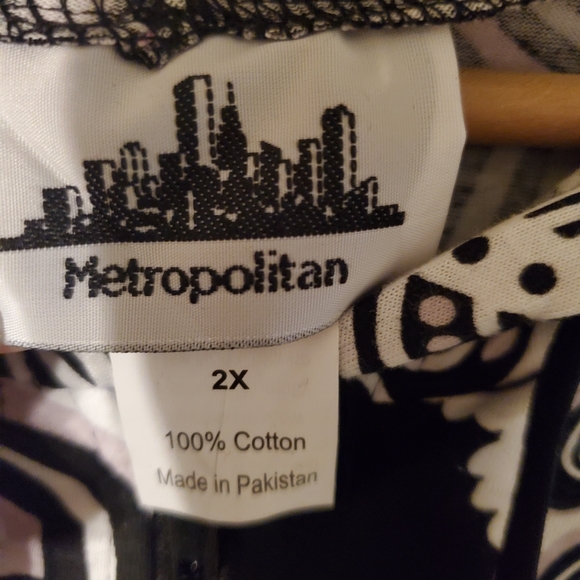 Metropolitan
2X
100% Cotton
Made in Pakistan